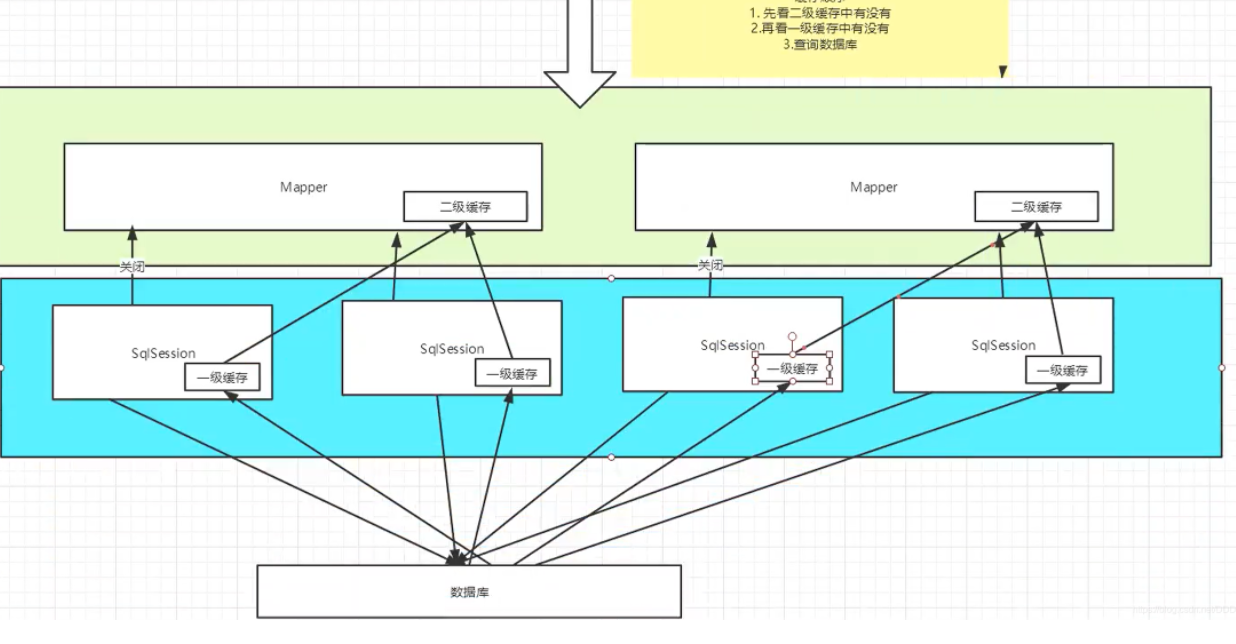 1. 先看二级缓存中有没有
2.再看一级缓存中有没有
3.查询数据库
Mapper
二级缓存
Mapper
二级缓存
关闭
关闭
SqlSession
一级缓存
SqlSession
一级缓存
SqlSession
一级缓存
SqlSession
一级缓存
数据库